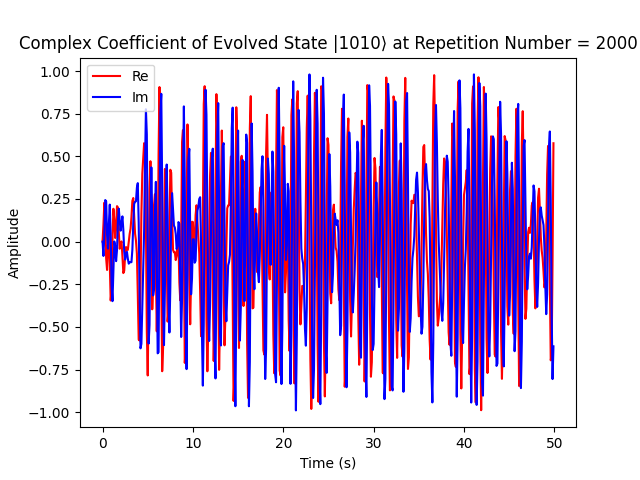 Complex Coefficient of Evolved State |1010⟩ at Repetition Number = 2000
Re
Im
1.00
0.75
0.50
0.25
0.00
−0.25
−0.50
−0.75
−1.00
Amplitude
0 10 20 30 40 50
Time (s)